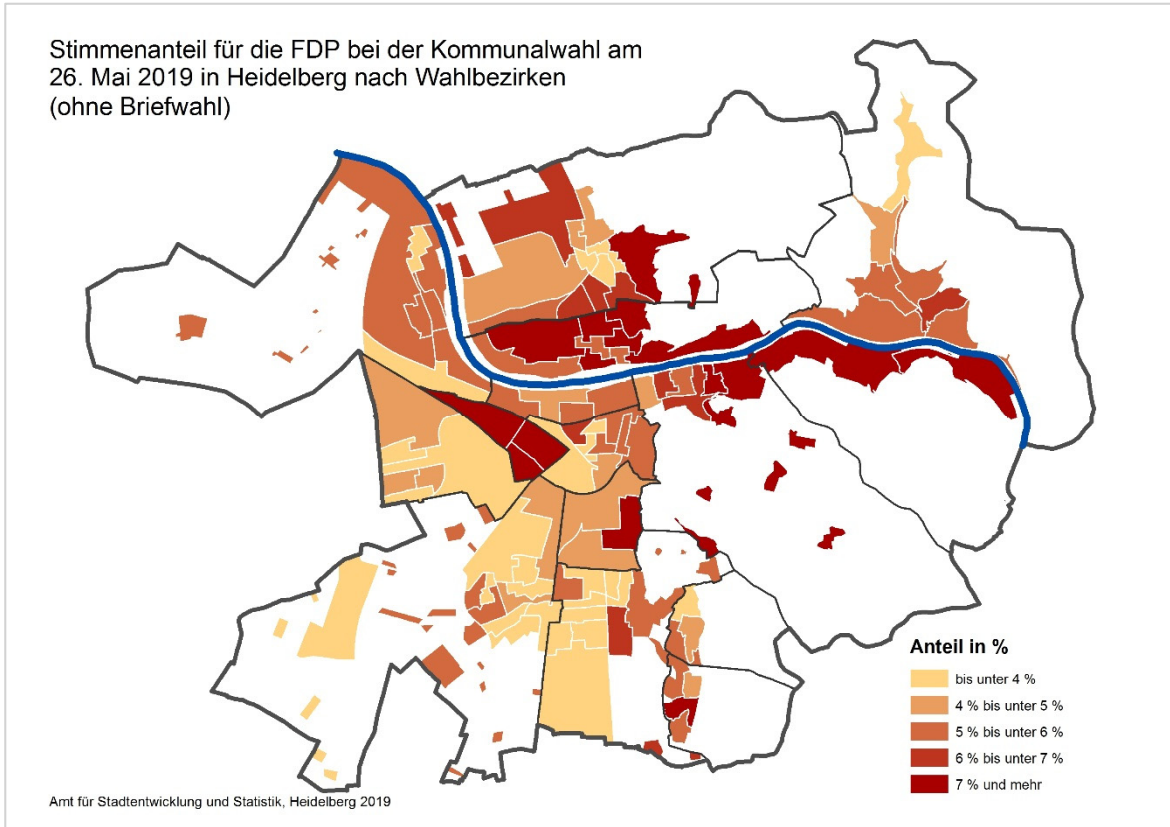 Stimmenanteil für die FDP bei der Kommunalwahl am
26. Mai 2019 in Heidelberg nach Wahlbezirken
(ohne Briefwahl)
Anteil in %
bis unter 4 %
4 % bis unter 5 %
5 % bis unter 6 %
6 % bis unter 7 %
7 % und mehr
Amt für Stadtentwicklung und Statistik, Heidelberg 2019